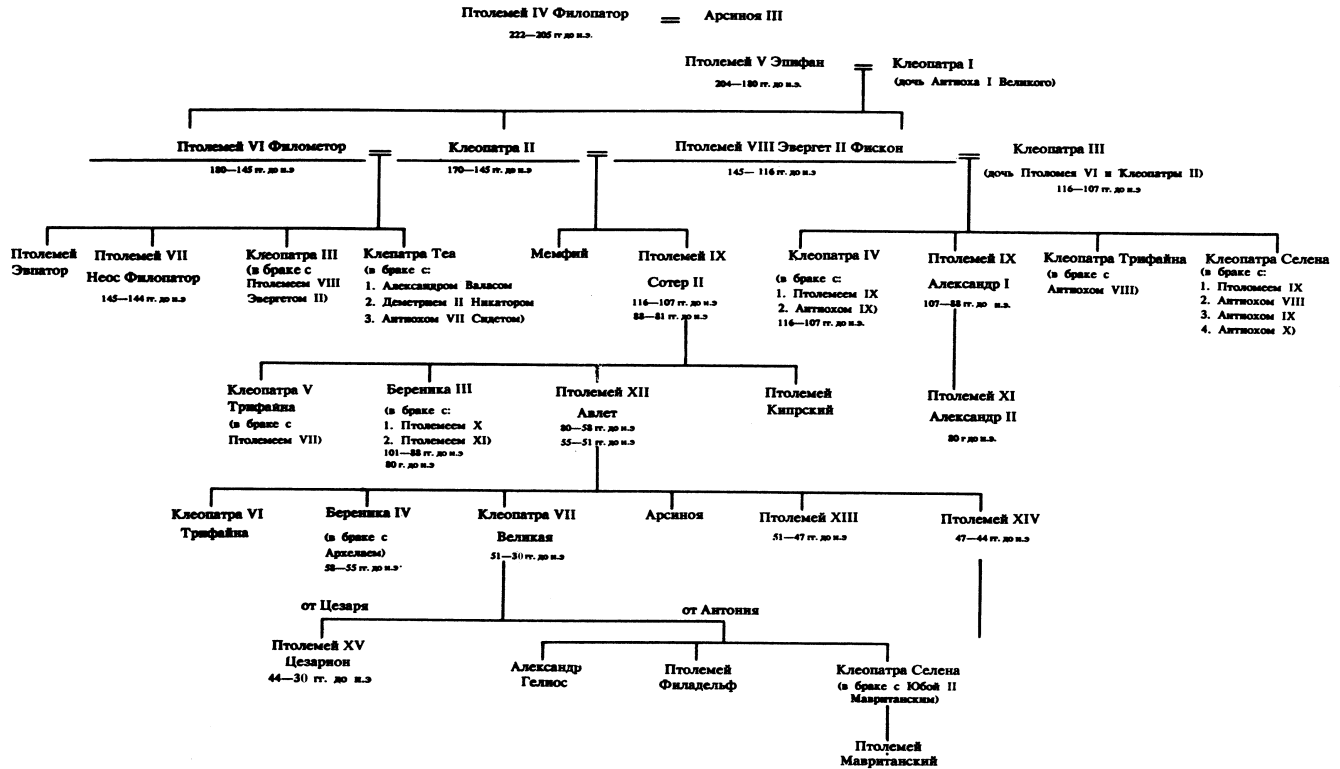 Птолемей IV Филопатор = Арсиноя III
222—205 гг до н.э.
Птолемей V Эпифан = Клеопатра I
204—180 гг. до н.э. (дочь Антиоха I Великого)
Птолемей VI Филометор = Клеопатра II = Птолемей VIII Эвергет II Фискон = Клеопатра III
180—145 гг. до н.э 170—145 гг. до н.э 145— 116 гг. до н.э (дочь Птоломея VI и Клеопатры II)
116—107 гг. до н.э
Птолемей
Эвпатор
Птолемей VII
Неос Филопатор
145—144 гг. до н.э
Клеопатра III
(в браке с
Птолемеем VIII
Эвергетом II)
Клепатра Теа
(в браке с:
1. Александром Валасом
2. Деметрием II Никатором
3. Антиохом VII Сидетом)
Мемфий
Птолемей IX
Сотер II
116—107 гг. до н.э
88—81 гг. до н.э
Клеопатра IV
(в браке с:
1. Птолемеем IX
2. Антиохом IX)
116—107 гг. до н.э.
Птолемей IX
Александр I
107—88 гг. до н.э.
Клеопатра Трифайна
(в браке с
Антиохом VIII)
Клеопатра Селена
(в браке с:
1. Птоломеем IX
2. Антиохом VIII
3. Антиохом IX
4. Антиохом X)
Клеопатра V
Трифайна
(в браке с
Птолемеем VII)
Береника III
(в браке с:
1. Птолемеем X
2. Птолемеем XI)
101—88 гг. до н.э
80 г. до н.э
Птолемей XII
Авлет
80—58 гг. до н.э
55—51 гг. до н.э
Птолемей
Кипрский
Птолемей XI
Александр II
80 г до н.э.
Клеопатра VI
Трифайна
Береника IV
(в браке с
Архелаем)
58—55 гг. до н.э
Клеопатра VII
Великая
51—30 гг. до н.э
Арсиноя
Птолемей XIII
51—47 гг. до н.э
Птолемей XIV
47—44 гг. до н.э
от Цезаря
от Антония
Птолемей XV
Цезарион
44—30 гг. до н.э
Александр
Гелиос
Птолемей
Филадельф
Клеопатра Селена
(в браке с Юбой II
Мавританским)
Птолемей
Мавританский